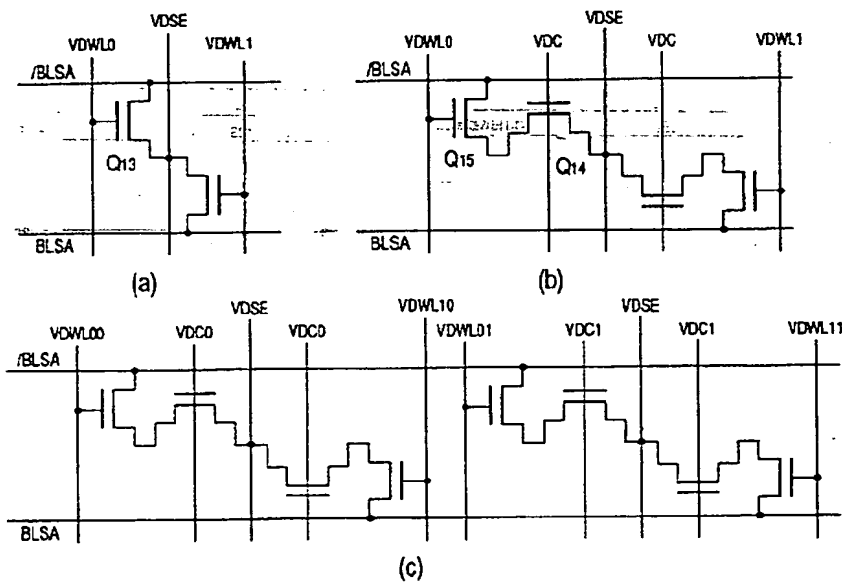 VDSE
VDWL0 VDWL1
/BLSA
Q13
BLSA
(a)
VDSE
VDWL0 VDC VDC VDWL1
/BLSA
Q15 Q14
BLSA
(b)
VDWL10
VDSE VDSE
VDWL00 VDC0 VDC0 VDWL01 VDC1 VDC1 VDWL11
/BLSA
BLSA
(c)